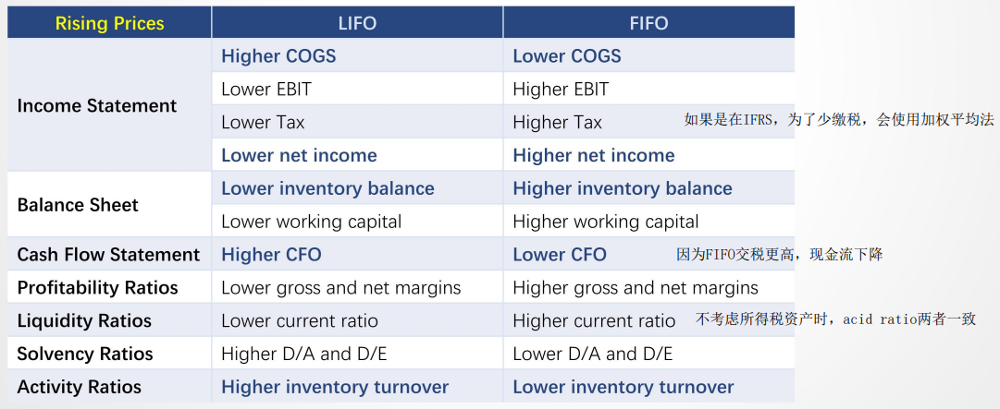 Rising Prices LIFO FIFO
Higher COGS Lower COGS
Lower EBIT Higher EBIT
Income Statement
Lower Tax Higher Tax 如果是在IFRS，为了少缴税，会使用加权平均法
Lower net income Higher net income
Lower inventory balance Higher inventory balance
Balance Sheet
Lower working capital Higher working capital
Cash Flow Statement Higher CFO Lower CFO 因为FIFO交税更高，现金流下降
Profitability Ratios Lower gross and net margins Higher gross and net margins
Liquidity Ratios Lower current ratio Higher current ratio 不考虑所得税资产时，acid ratio两者一致
Solvency Ratios Higher D/A and D/E Lower D/A and D/E
Activity Ratios Higher inventory turnover Lower inventory turnover